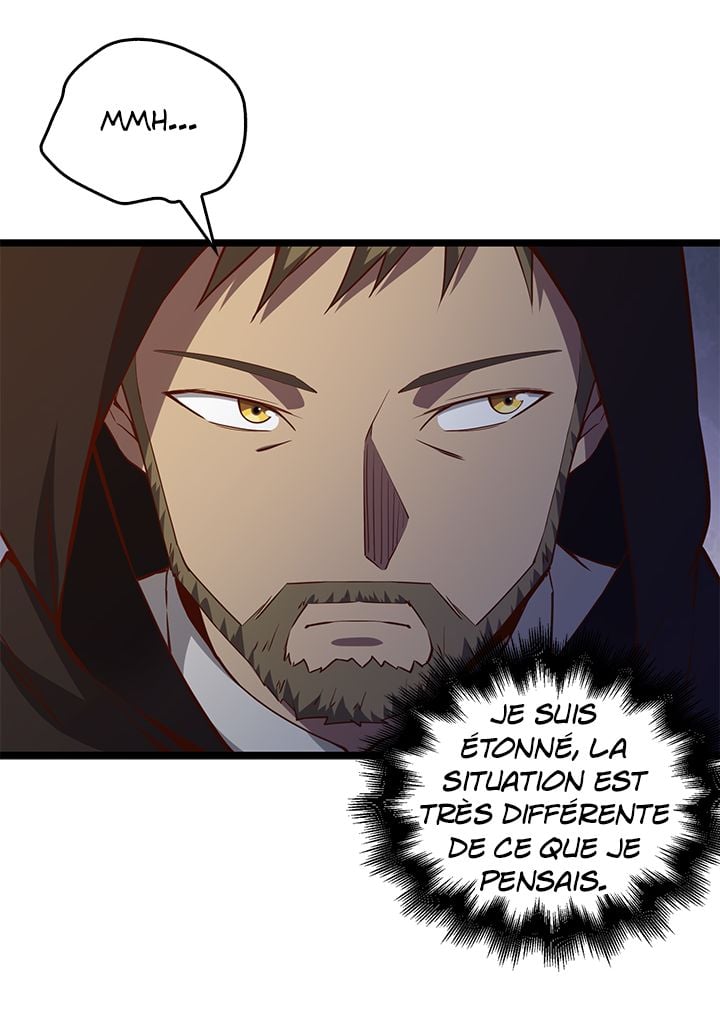 MMH...
JE SUIS
ÉTONNÉ, LA
SITUATION EST
TRÈS DIFFÉRENTE
DE CE QUE JE
PENSAIS.